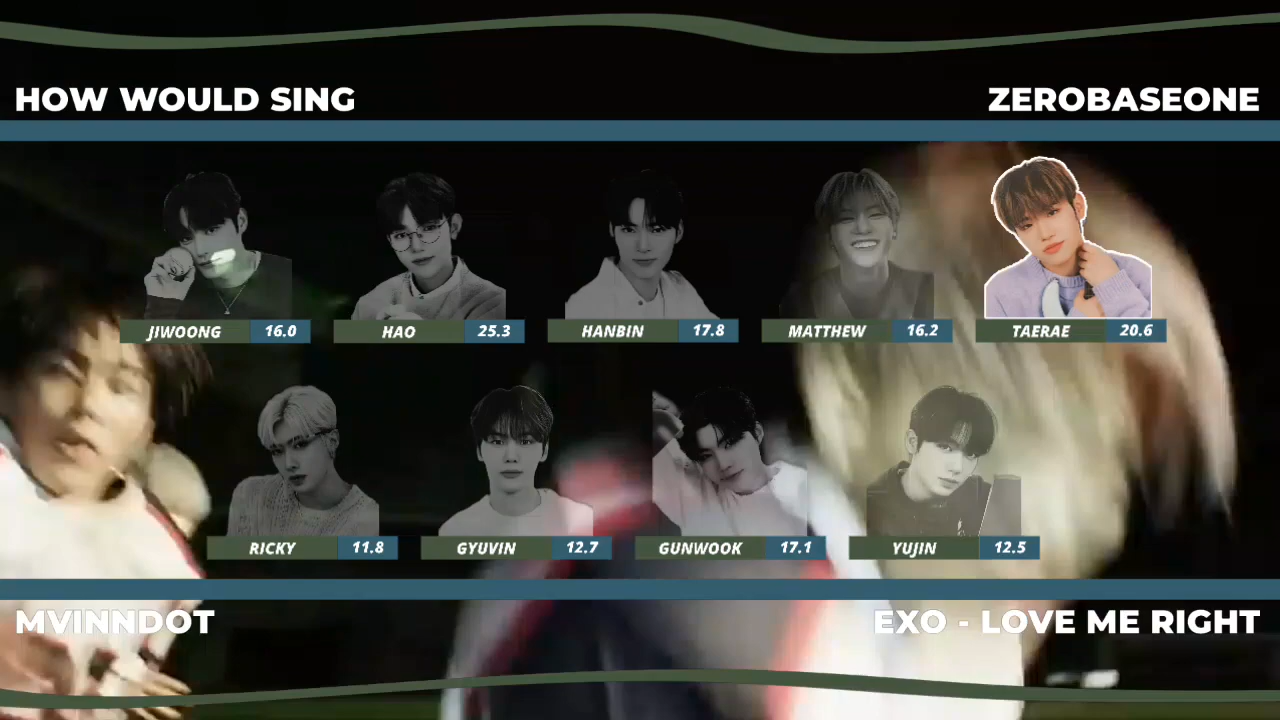 HOW WOULD SING
ZEROBASEONE
JIWOONG 16.0
HAO 25.3
HANBIN 17.8
MATTHEW 16.2
TAERAE 20.6
RICKY 11.8
GYUVIN 12.7
GUNWOOK 17.1
YUJIN 12.5
MVINNDOT
EXO - LOVE ME RIGHT